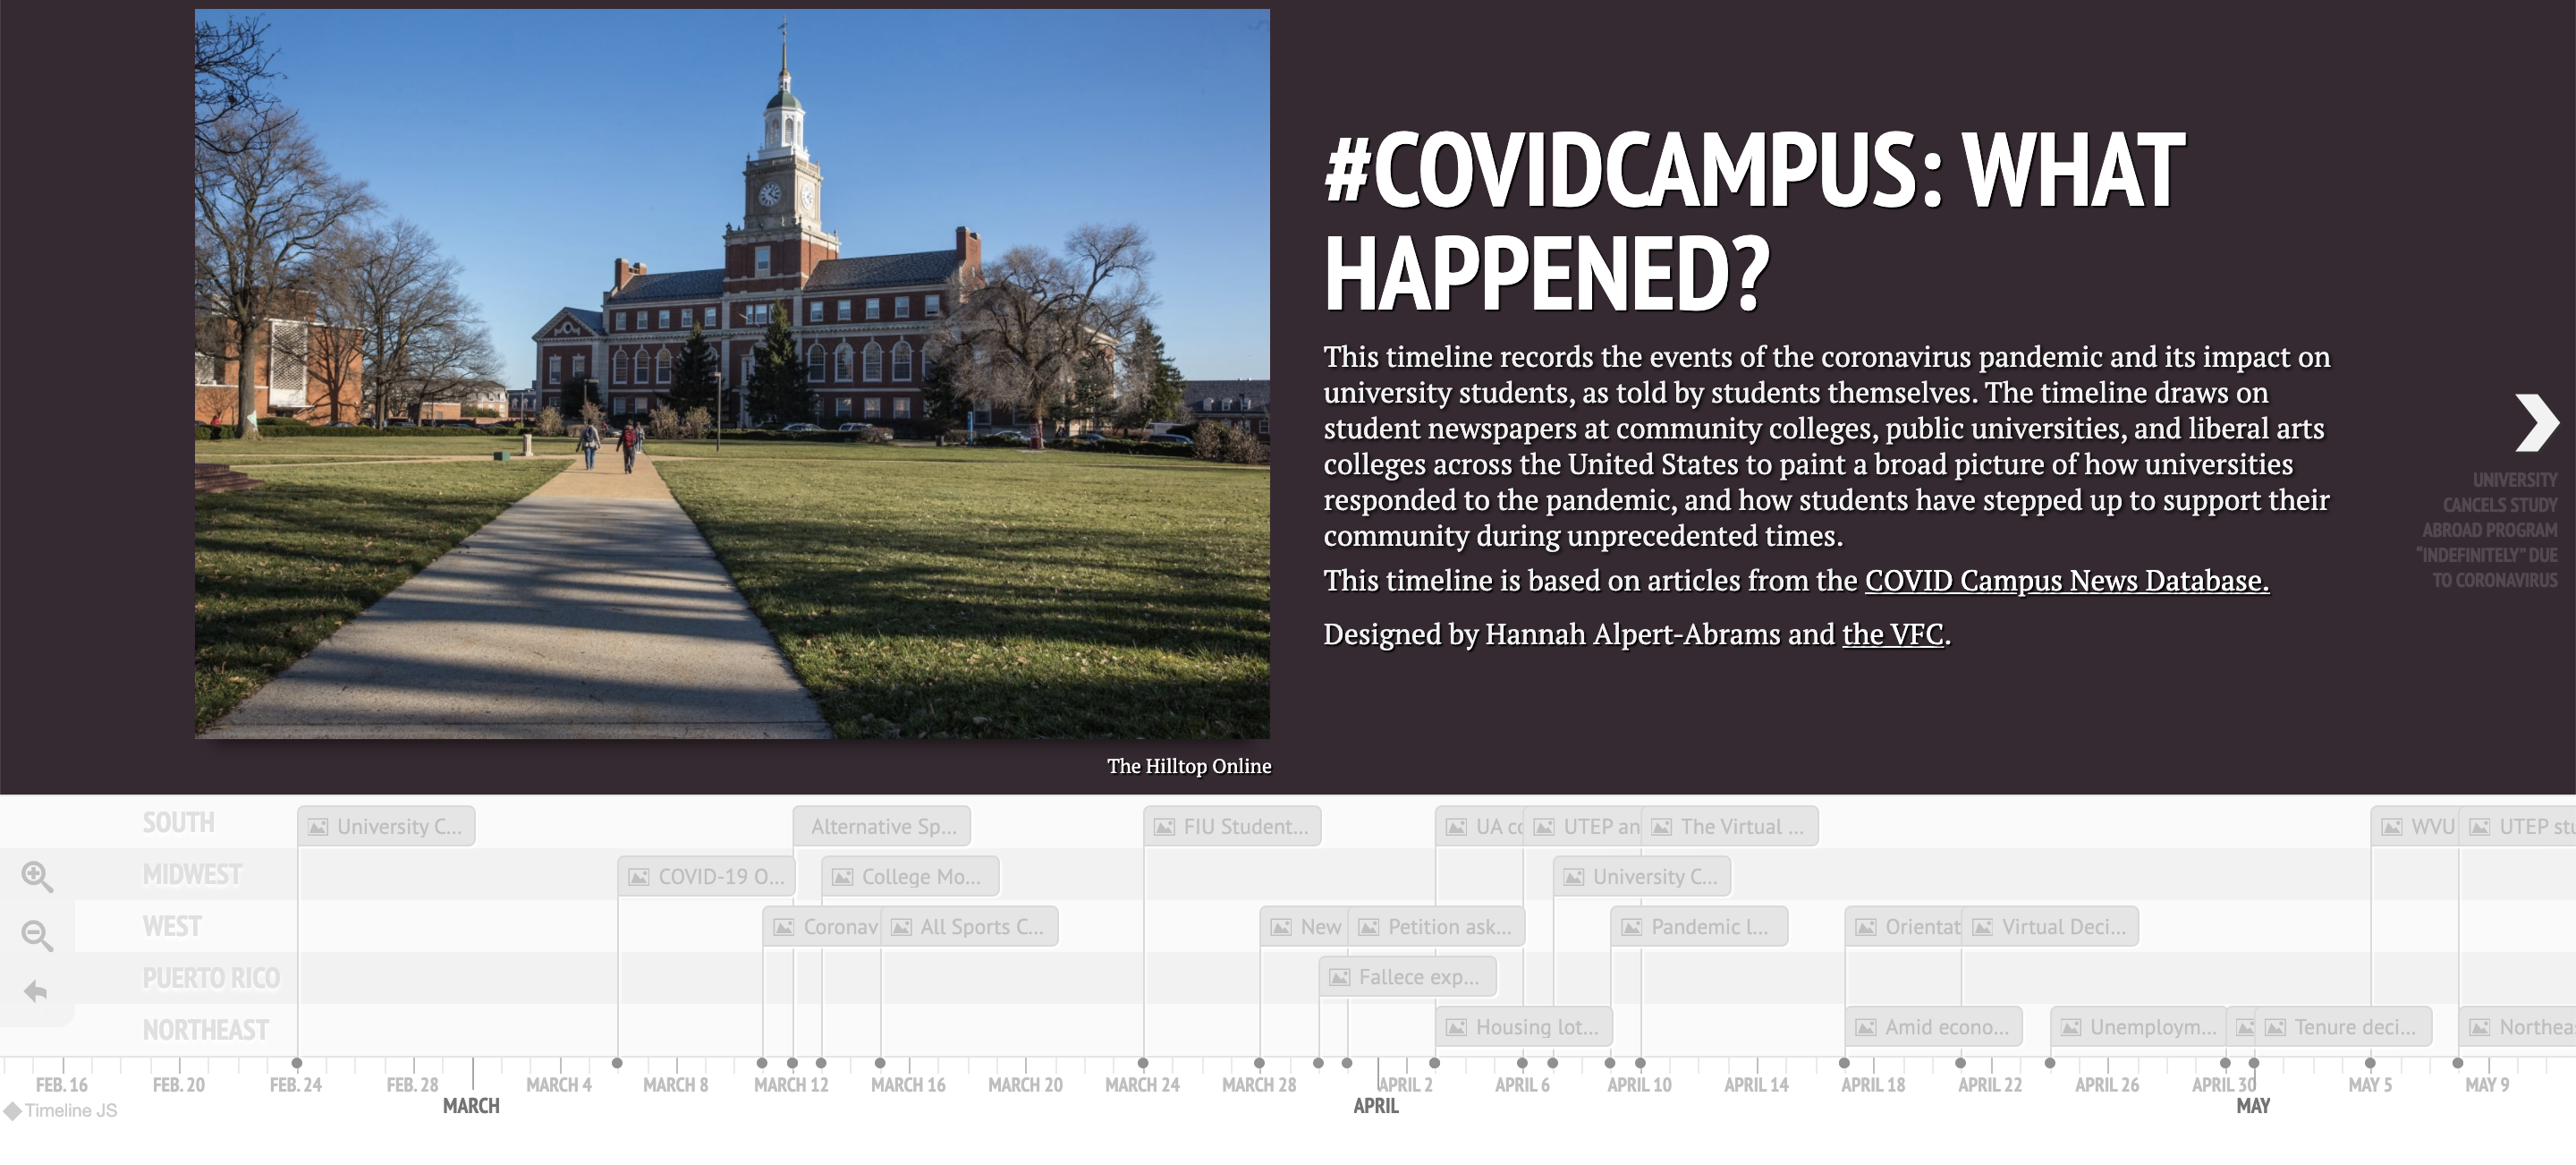 #COVIDCAMPUS: WHAT
HAPPENED?
This timeline records the events of the coronavirus pandemic and its impact on
university students, as told by students themselves. The timeline draws on
student newspapers at community colleges, public universities, and liberal arts
colleges across the United States to paint a broad picture of how universities
responded to the pandemic, and how students have stepped up to support their
community during unprecedented times.
This timeline is based on articles from the COVID Campus News Database.
Designed by Hannah Alpert-Abrams and the VFC.
UNIVERSITY
CANCELS STUDY
ABROAD PROGRAM
“INDEFINITELY” DUE
TO CORONAVIRUS
The Hilltop Online
SOUTH
University C...
Alternative Sp...
FIU Student...
UA co
UTEP an
The Virtual ...
WVU
UTEP stu
MIDWEST
COVID-19 O...
College Mo...
University C...
WEST
Coronav
All Sports C...
New
Petition ask...
Pandemic l...
Orientat
Virtual Deci...
PUERTO RICO
Fallece exp...
NORTHEAST
Housing lot...
Amid econo...
Unemploym...
Tenure deci...
Northea
FEB. 16 FEB. 20 FEB. 24 FEB. 28 MARCH 4 MARCH 8 MARCH 12 MARCH 16 MARCH 20 MARCH 24 MARCH 28 APRIL 2 APRIL 6 APRIL 10 APRIL 14 APRIL 18 APRIL 22 APRIL 26 APRIL 30 MAY 5 MAY 9
MARCH APRIL MAY
Timeline JS